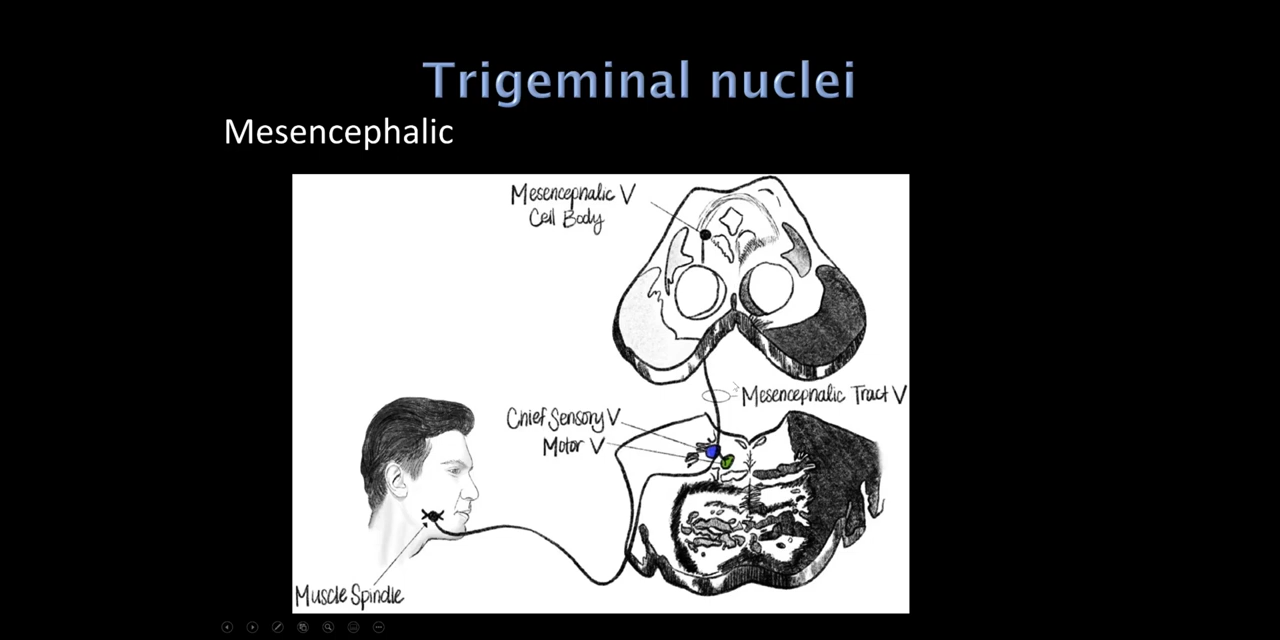 Trigeminal nuclei
Mesencephalic
Mesencephalic V
Cell Body
Mesencephalic Tract V
Chief Sensory V
Motor V
Muscle Spindle